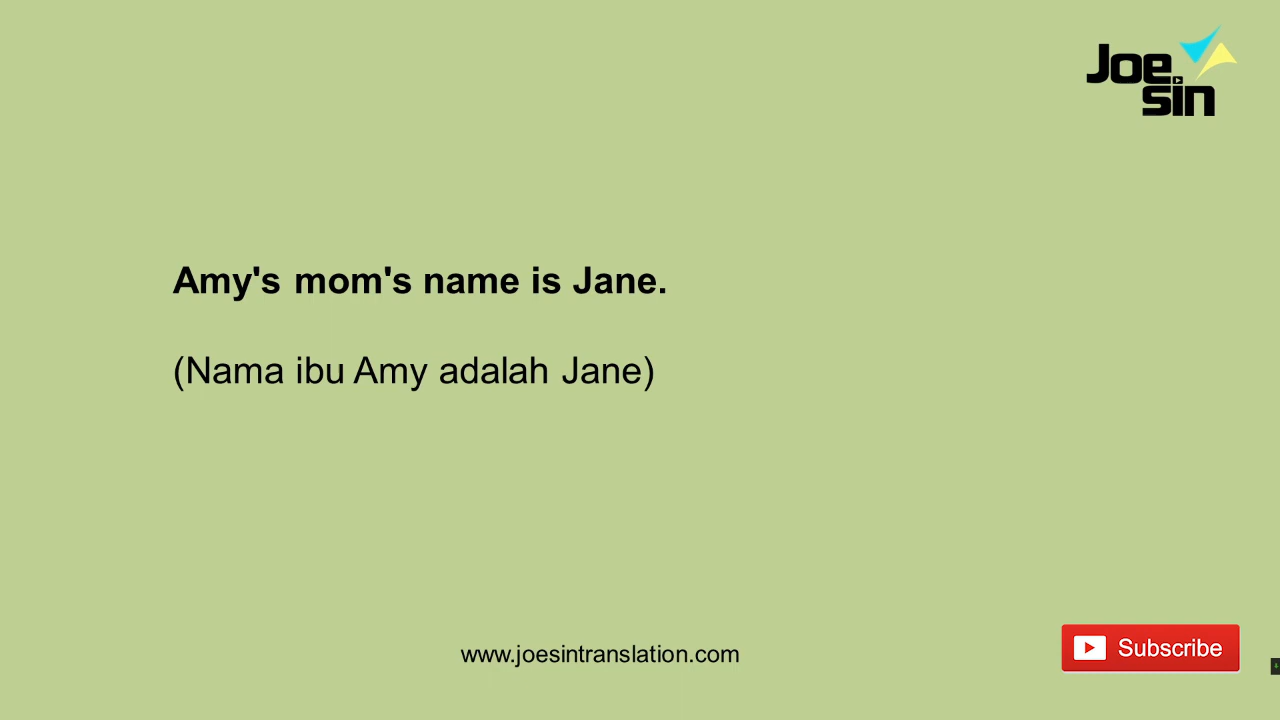 Joe
sin
Amy's mom's name is Jane.
(Nama ibu Amy adalah Jane)
www.joesintranslation.com
Subscribe